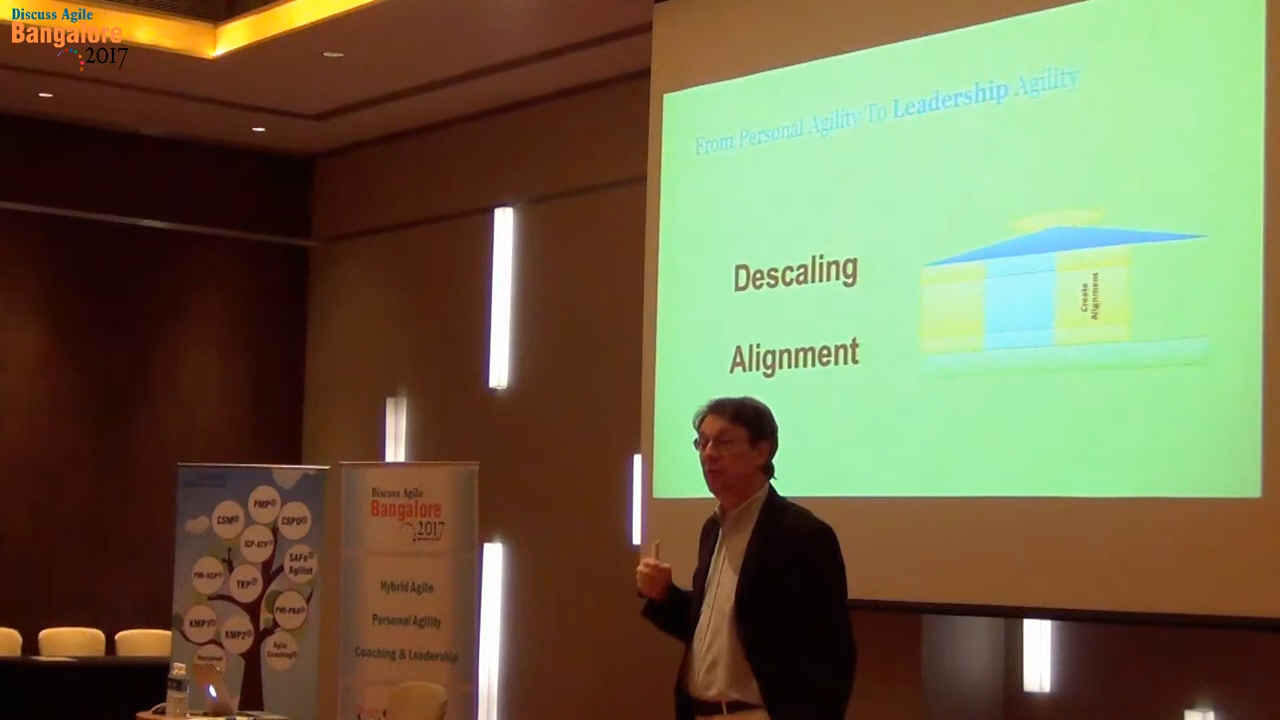 Discuss Agile
Bangalore
2017
From Personal Agility To Leadership Agility
Descaling
Alignment
Create
Alignment
PMP®
CSM®
CSPO®
ICP-ATF®
SAFe®
Agilist
PMI-ACP®
TKP®
PMI-PBA®
KMP1®
KMP2®
Agile
Coaching®
Discuss Agile
Bangalore
2017
Hybrid Agile
Personal Agility
Coaching & Leadership